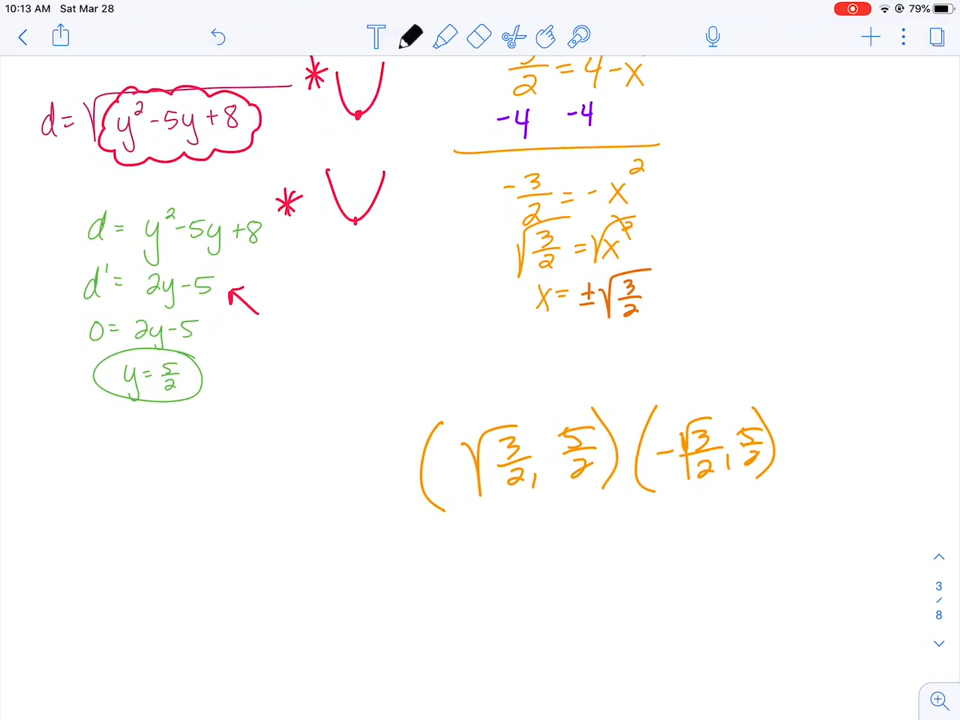 10:13 AM Sat Mar 28 79%
d = √(y² - 5y + 8) *
d = y² - 5y + 8 *
d' = 2y - 5
0 = 2y - 5
y = 5/2
/2 = 4 - x
-4 -4
-3/2 = -x²
√(3/2) = √x²
x = ±√(3/2)
(√(3/2), 5/2) (-√3/2, 5/2)
3
/
8